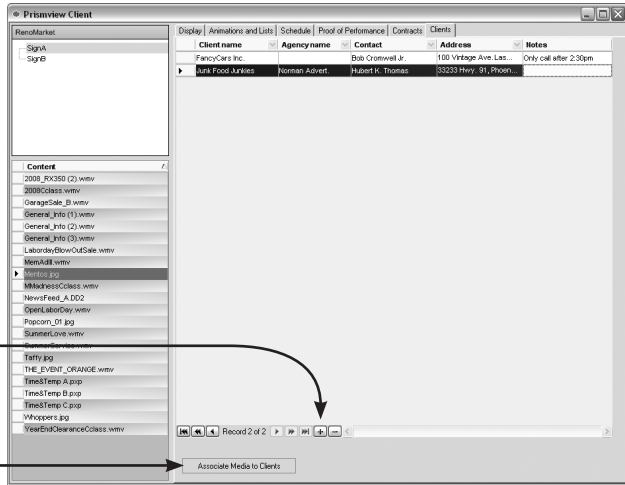 Prismview Client
RenoMarket
SignA
SignB
Content
2008_RX350 (2).wmv
2008Cclass.wmv
GarageSale_B.wmv
General_Info (1).wmv
General_Info (2).wmv
General_Info (3).wmv
LabordayBlowOutSale.wmv
MemAdill.wmv
Mentos.jpg
MMadnessCclass.wmv
NewsFeed_A.DD2
OpenLaborDay.wmv
Popcorn_01.jpg
SummerLove.wmv
SummerService.wmv
Taffy.jpg
THE_EVENT_ORANGE.wmv
Time&Temp A.pxp
Time&Temp B.pxp
Time&Temp C.pxp
Whoppers.jpg
YearEndClearanceCclass.wmv
Display Animations and Lists Schedule Proof of Performance Contracts Clients
Client name Agency name Contact Address Notes
FancyCars Inc. Bob Cromwell Jr. 100 Vintage Ave. Las... Only call after 2:30pm
Junk Food Junkies Norman Advert. Hubert K. Thomas 33233 Hwy. 91, Phoen...
Record 2 of 2
Associate Media to Clients